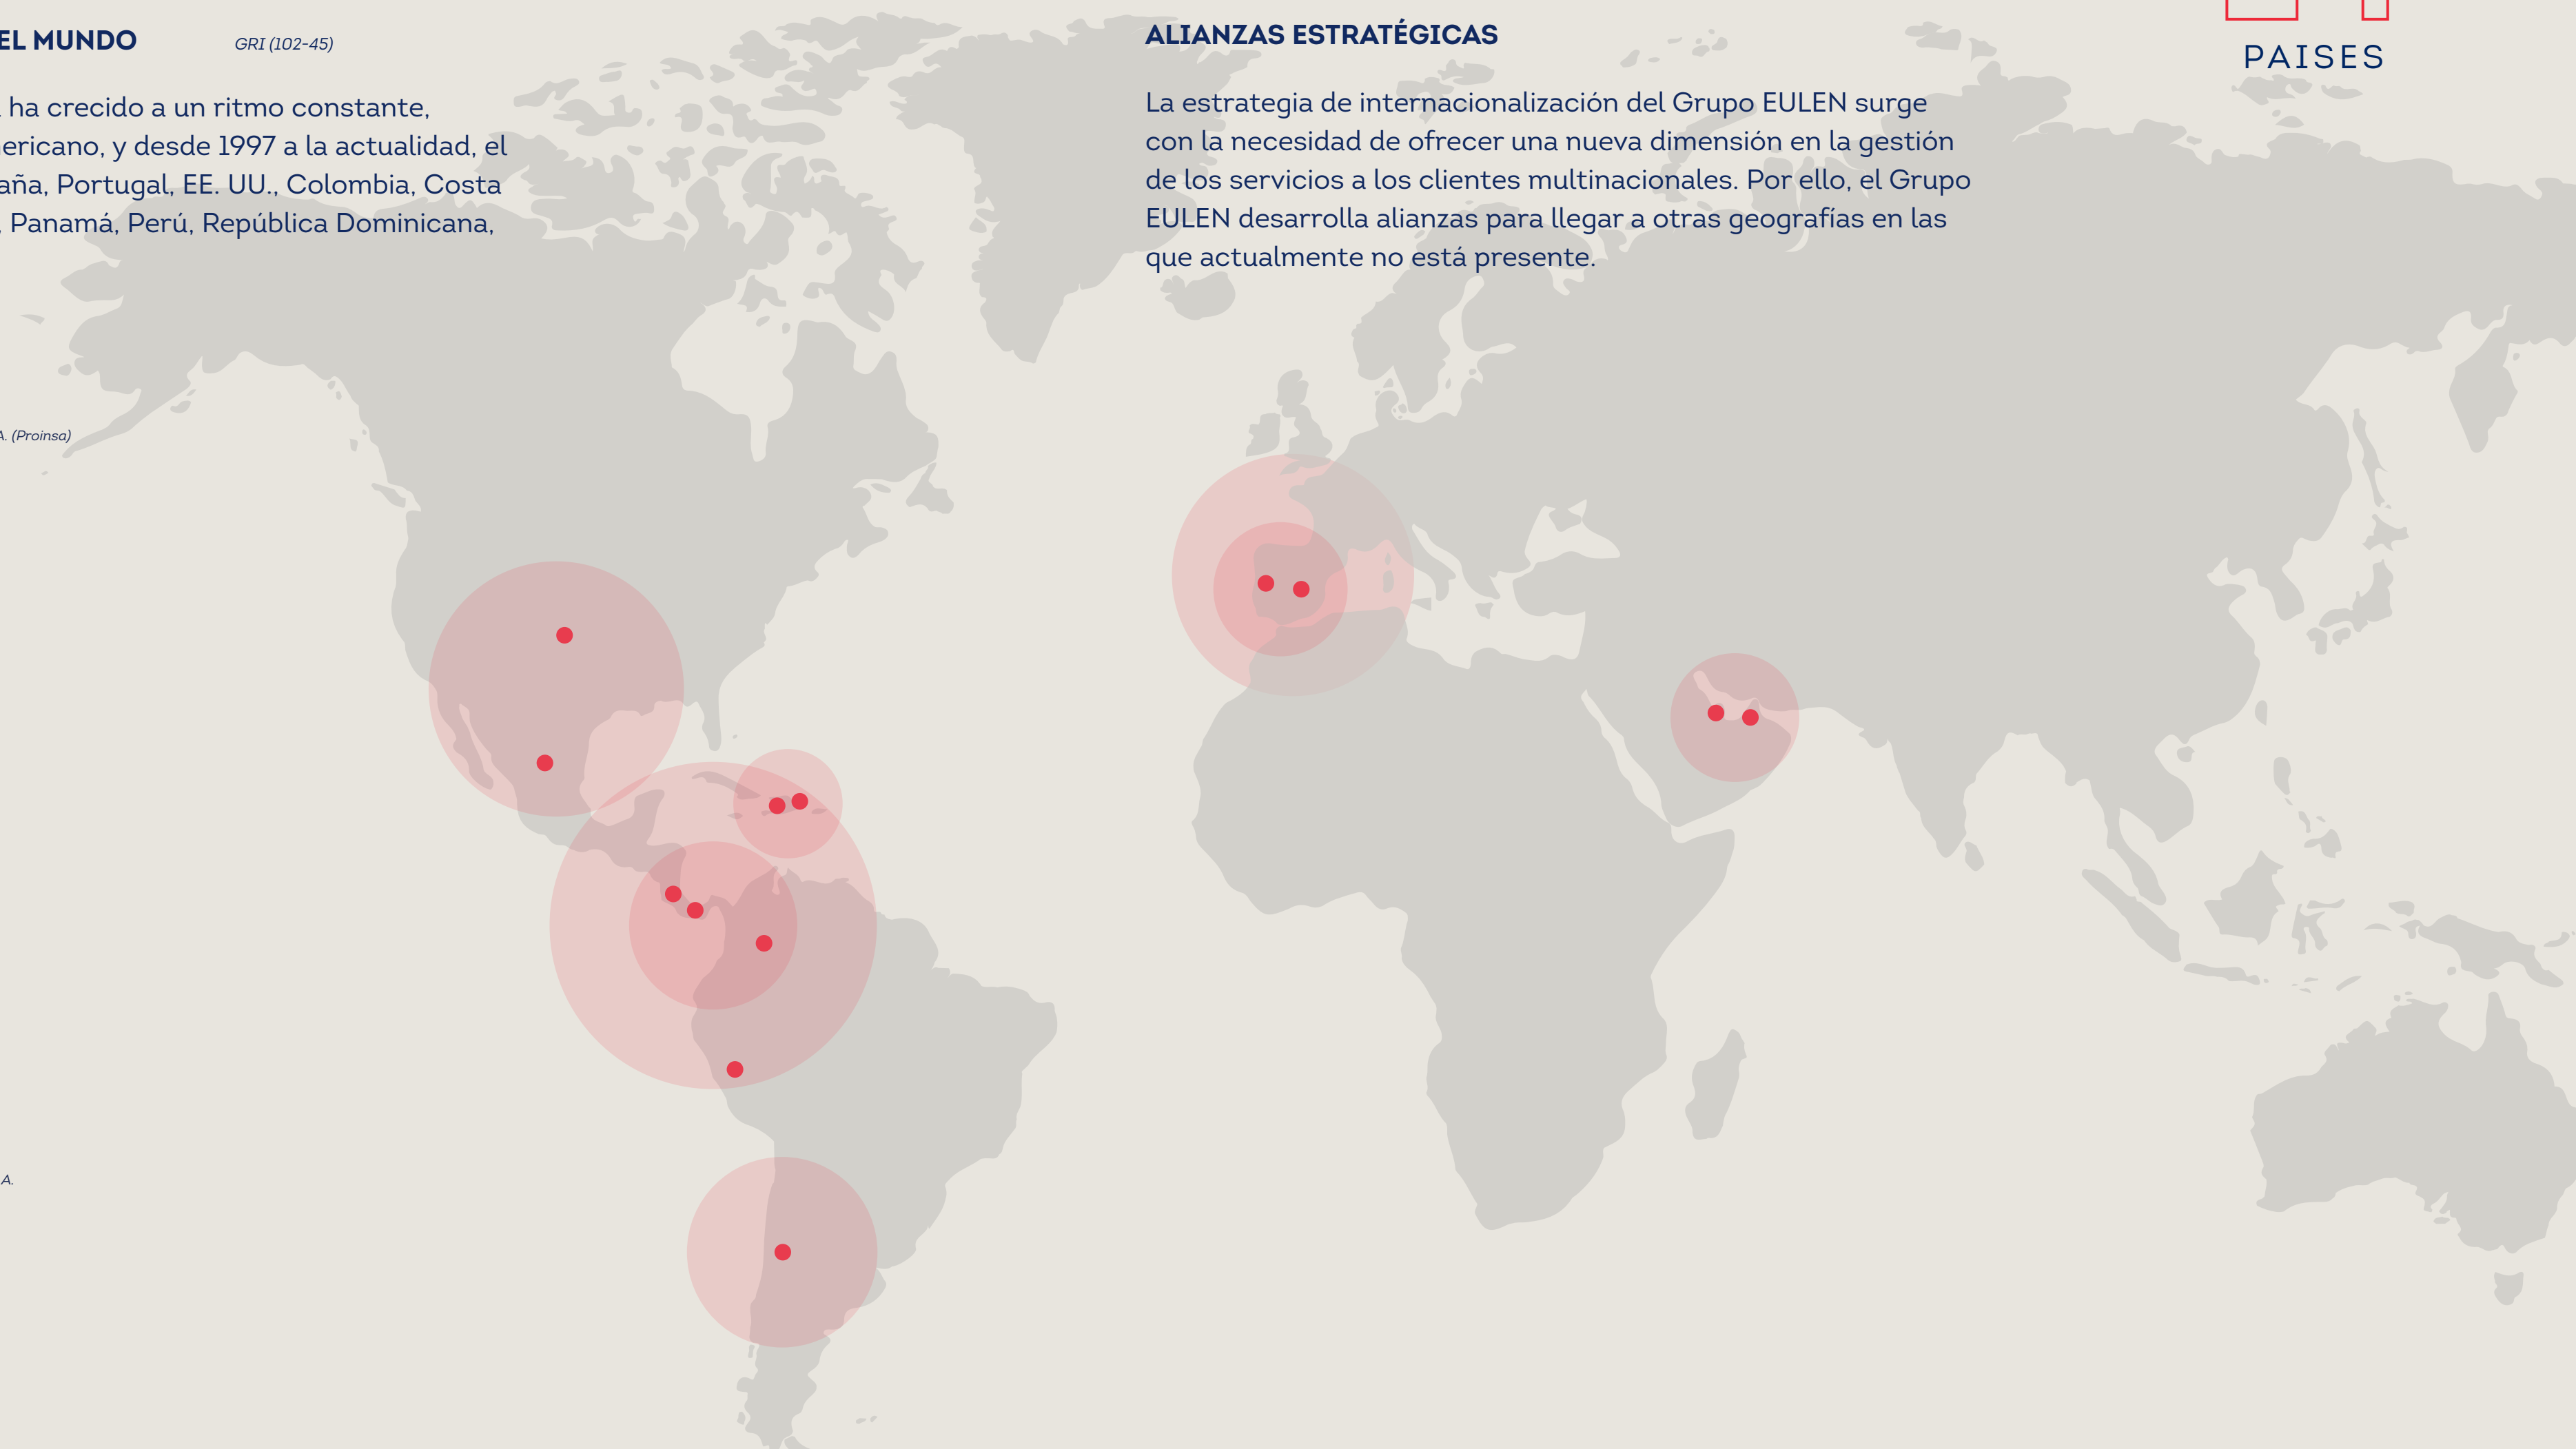 EL MUNDO
GRI (102-45)
ha crecido a un ritmo constante,
ericano, y desde 1997 a la actualidad, el
aña, Portugal, EE. UU., Colombia, Costa
, Panamá, Perú, República Dominicana,
A. (Proinsa)
A.
ALIANZAS ESTRATÉGICAS
La estrategia de internacionalización del Grupo EULEN surge
con la necesidad de ofrecer una nueva dimensión en la gestión
de los servicios a los clientes multinacionales. Por ello, el Grupo
EULEN desarrolla alianzas para llegar a otras geografías en las
que actualmente no está presente.
PAISES